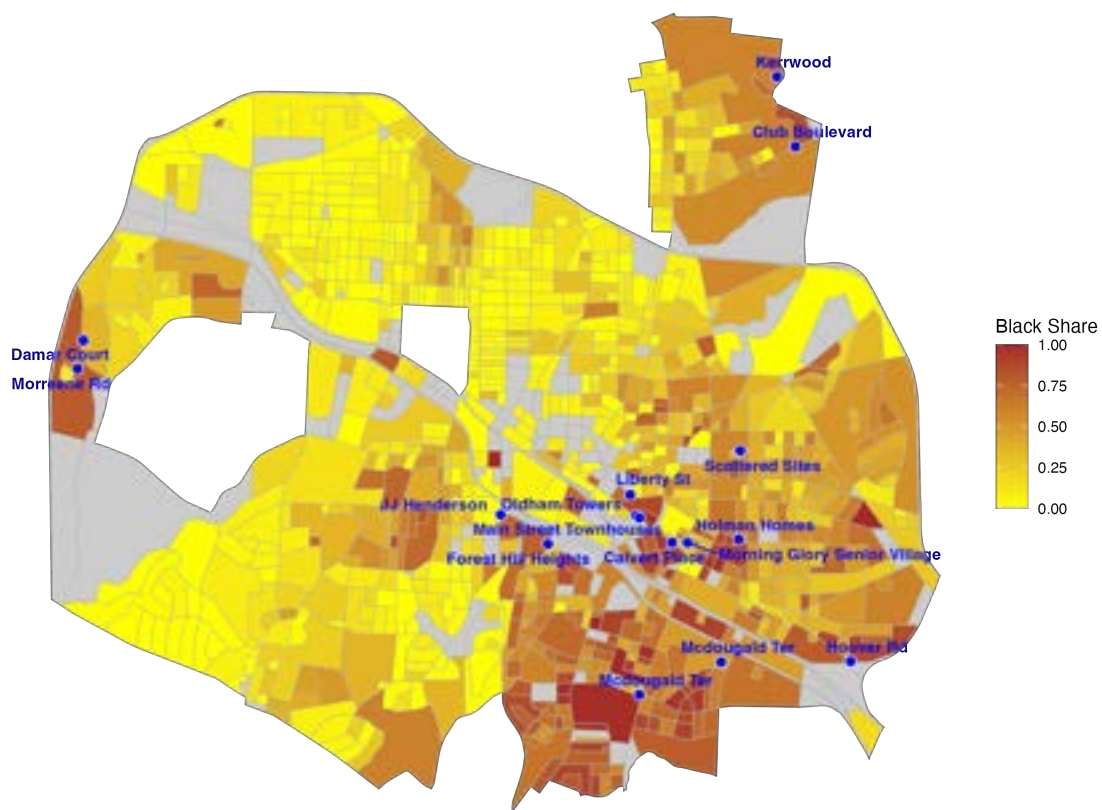 Kerrwood
Club Boulevard
Black Share
1.00
0.75
0.50
0.25
0.00
Damar Court
Morreene Rd
Scattered Sites
Liberty St
JJ Henderson
Oldham Towers
Main Street Townhouses
Holman Homes
Forest Hill Heights
Calvert Place
Morning Glory Senior Village
Mcdougald Ter
Hoover Rd
Mcdougald Ter